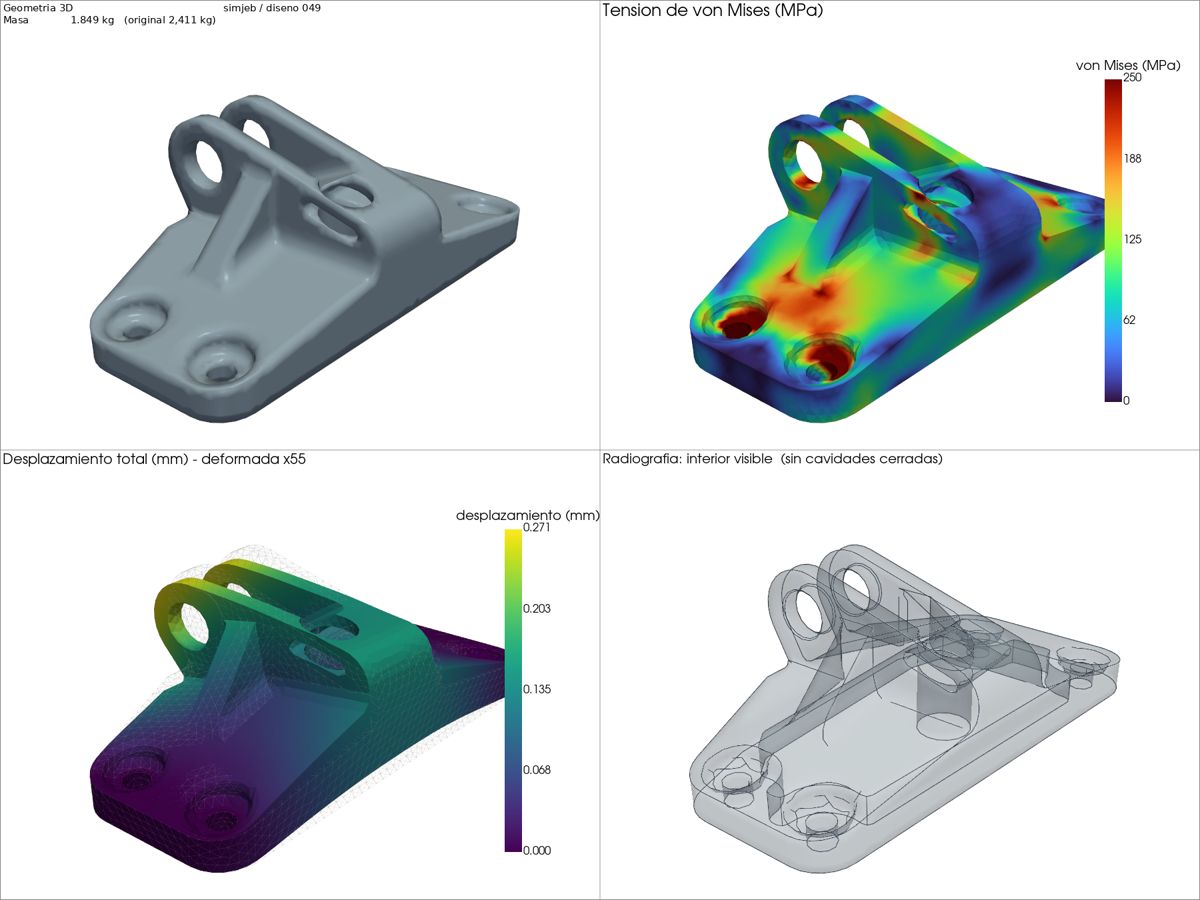 Geometria 3D simjeb / diseno 049
Masa 1.849 kg (original 2,411 kg)
Tension de von Mises (MPa)
von Mises (MPa)
250
188
125
62
0
Desplazamiento total (mm) - deformada x55
desplazamiento (mm)
0.271
0.203
0.135
0.068
0.000
Radiografia: interior visible (sin cavidades cerradas)